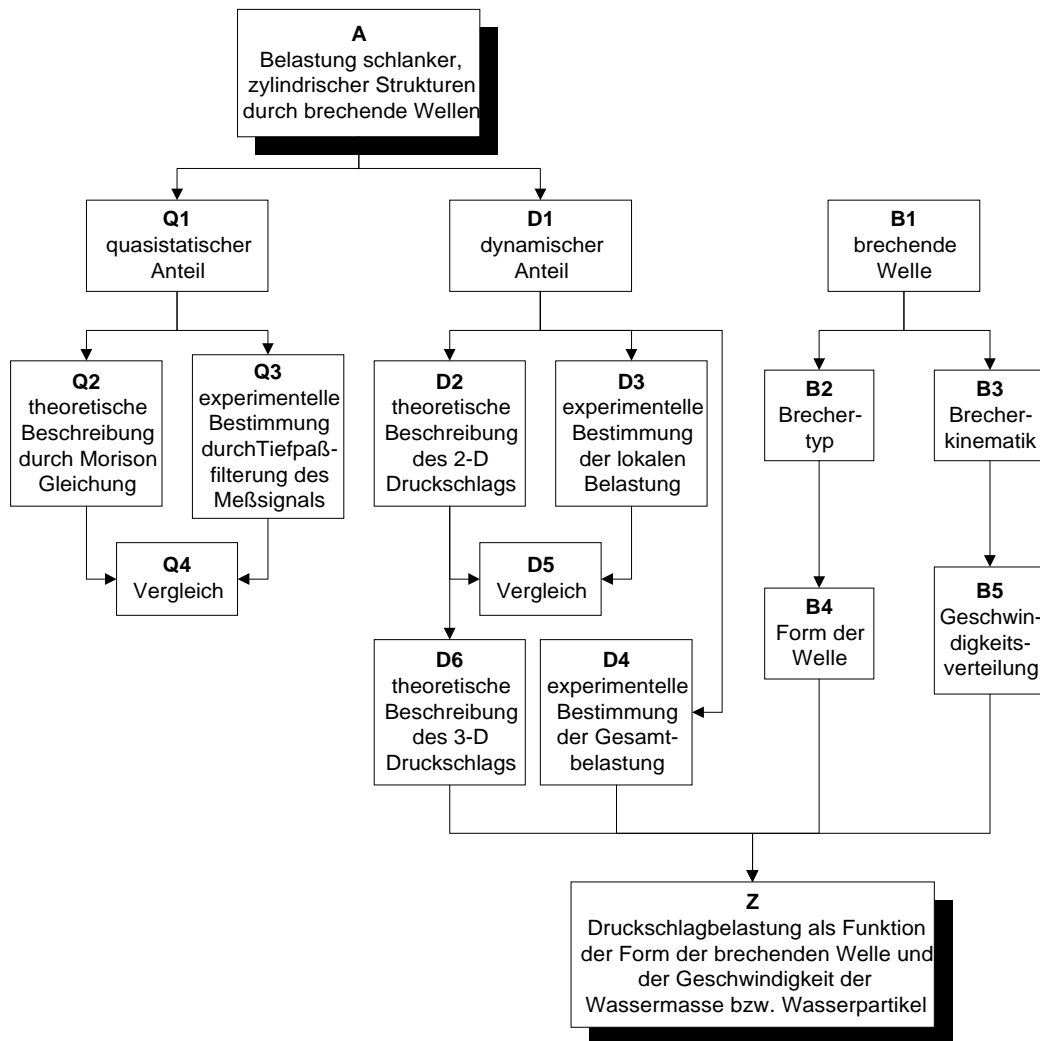 A
Belastung schlanker,
zylindrischer Strukturen
durch brechende Wellen
Q1
quasistatischer
Anteil
D1
dynamischer
Anteil
B1
brechende
Welle
Q2
theoretische
Beschreibung
durch Morison
Gleichung
Q3
experimentelle
Bestimmung
durchTiefpaß-
filterung des
Meßsignals
D2
theoretische
Beschreibung
des 2-D
Druckschlags
D3
experimentelle
Bestimmung
der lokalen
Belastung
B2
Brecher-
typ
B3
Brecher-
kinematik
Q4
Vergleich
D5
Vergleich
B4
Form der
Welle
B5
Geschwin-
digkeits-
verteilung
D6
theoretische
Beschreibung
des 3-D
Druckschlags
D4
experimentelle
Bestimmung
der Gesamt-
belastung
Z
Druckschlagbelastung als Funktion
der Form der brechenden Welle und
der Geschwindigkeit der
Wassermasse bzw. Wasserpartikel